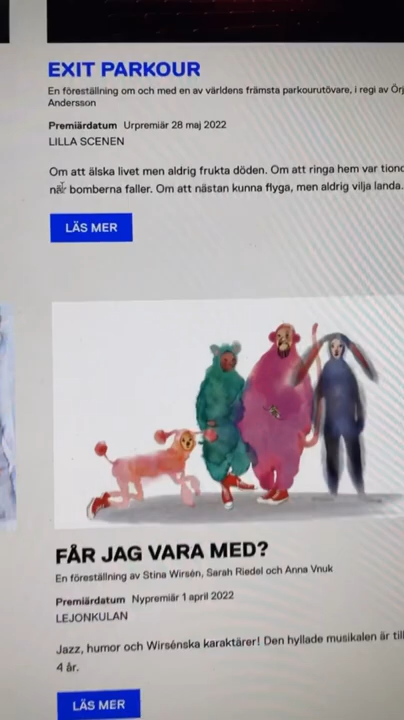 EXIT PARKOUR
En föreställning om och med en av världens främsta parkourutövare, i regi av
Andersson
Premiärdatum Urpremiär 28 maj 2022
LILLA SCENEN
Om att älska livet men aldrig frukta döden. Om att ringa hem var
när bomberna faller. Om att nästan kunna flyga, men aldrig vilja landa.
LÄS MER
FÅR JAG VARA MED?
En föreställning av Stina Wirsén, Sarah Riedel och Anna Vnuk
Premiärdatum Nypremiär 1 april 2022
LEJONKULAN
Jazz, humor och Wirsénska karaktärer! Den hyllade musikalen är
4 år.
LÄS MER